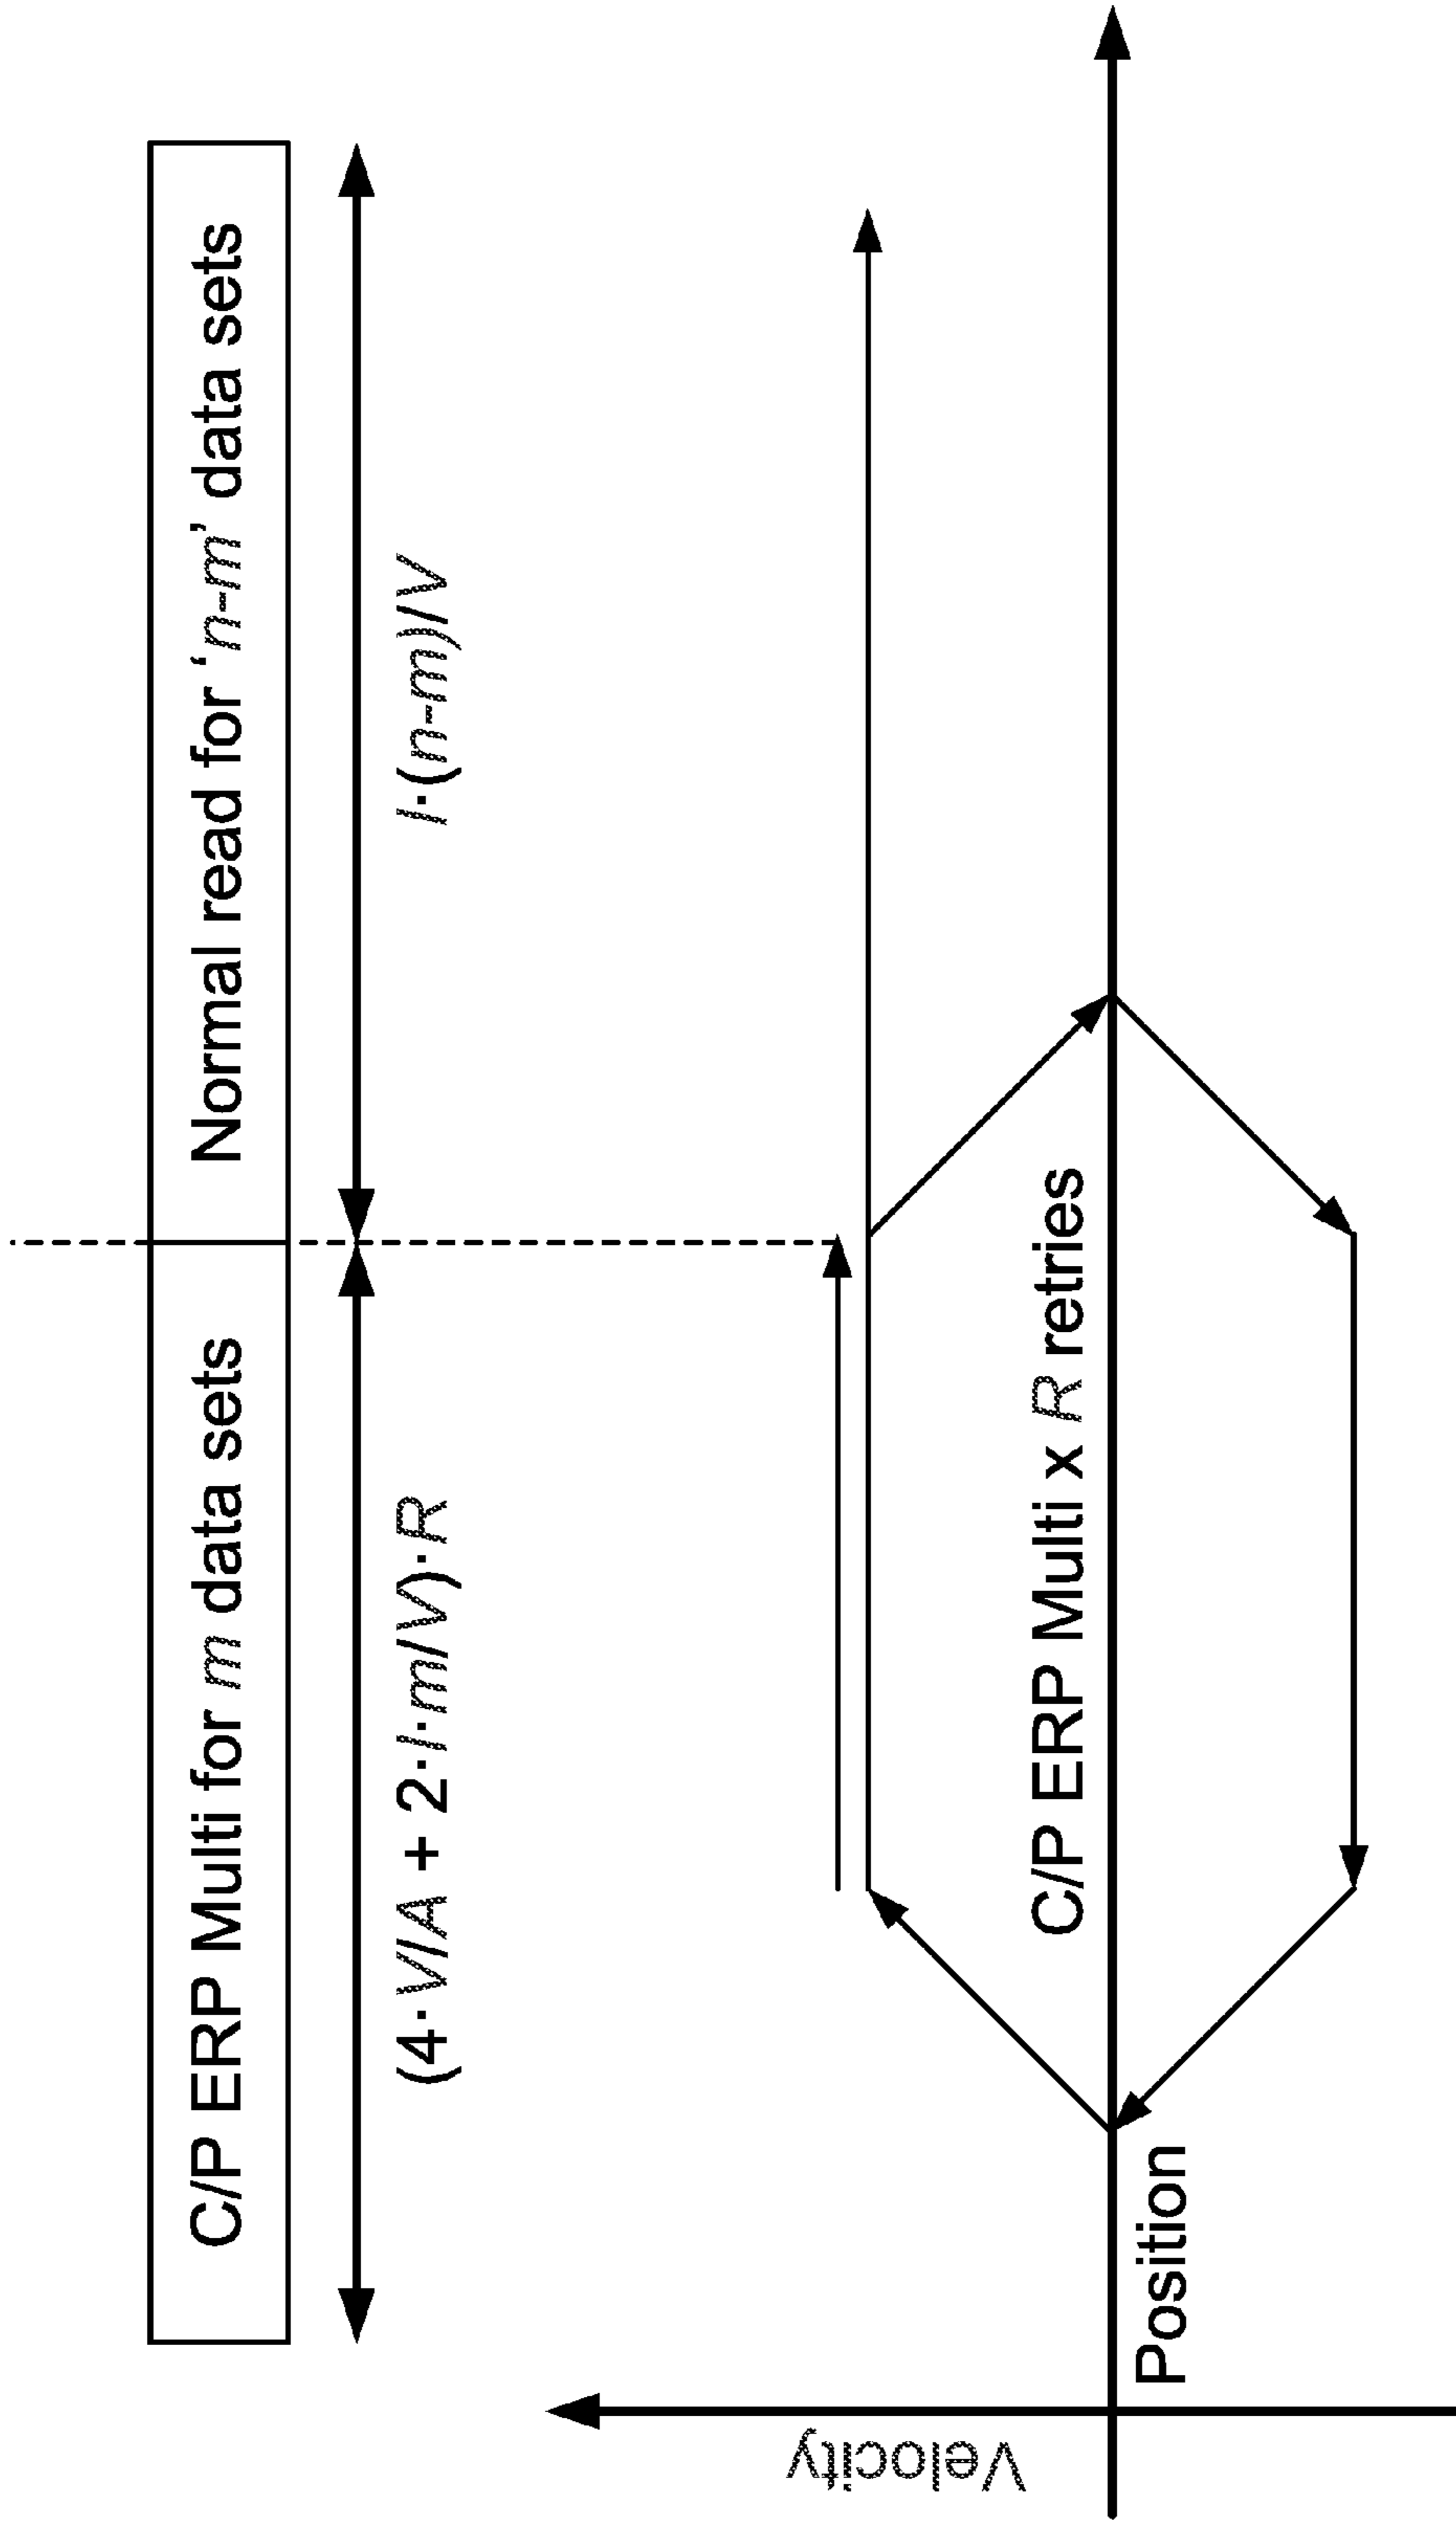 C/P ERP Multi for m data sets
Normal read for ‘n-m’ data sets
(4·V/A + 2·l·m/V)·R
l·(n-m)/V
Velocity
C/P ERP Multi x R retries
Position